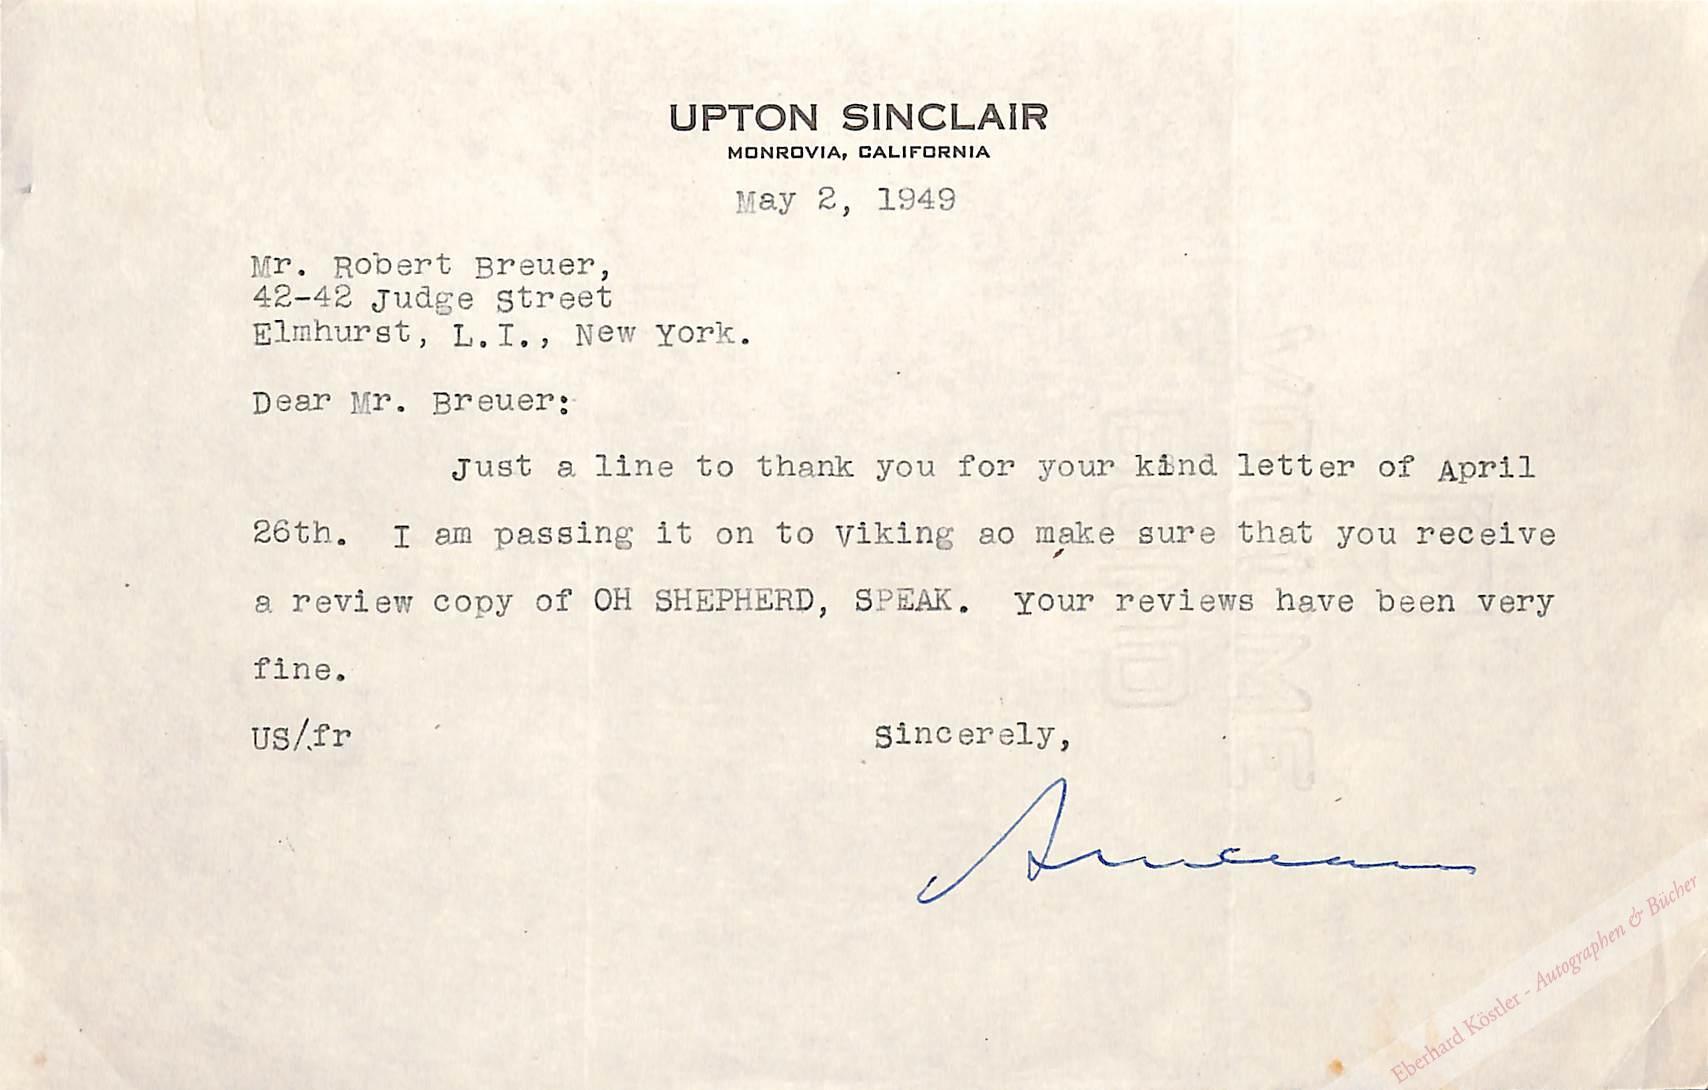 UPTON SINCLAIR
MONROVIA, CALIFORNIA
May 2, 1949
Mr. Robert Breuer,
42-42 Judge Street
Elmhurst, L.I., New York.
Dear Mr. Breuer:
Just a line to thank you for your kind letter of April
26th. I am passing it on to Viking ao make sure that you receive
a review copy of OH SHEPHERD, SPEAK. Your reviews have been very
fine.
US/fr Sincerely,
Eberhard Köstler - Autographen & Bücher